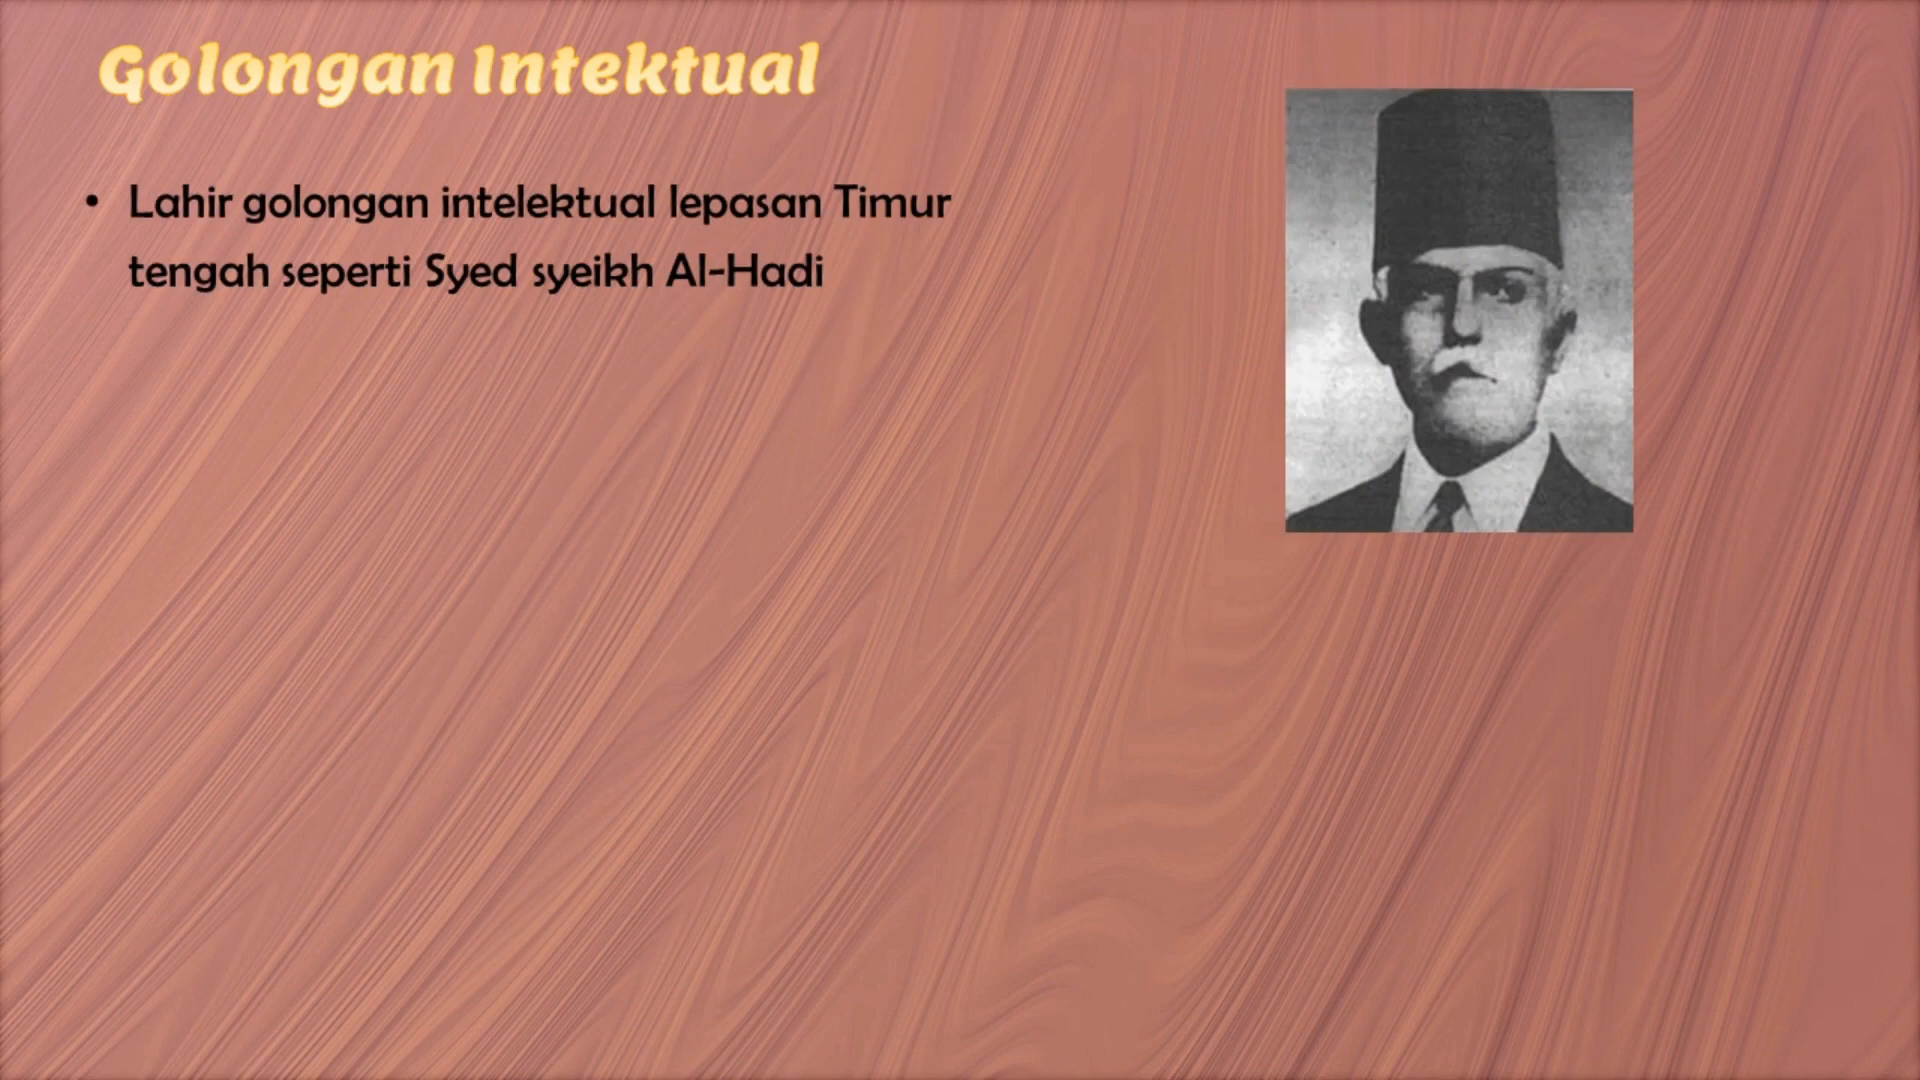 Golongan Intektual
• Lahir golongan intelektual lepasan Timur
tengah seperti Syed syeikh Al-Hadi